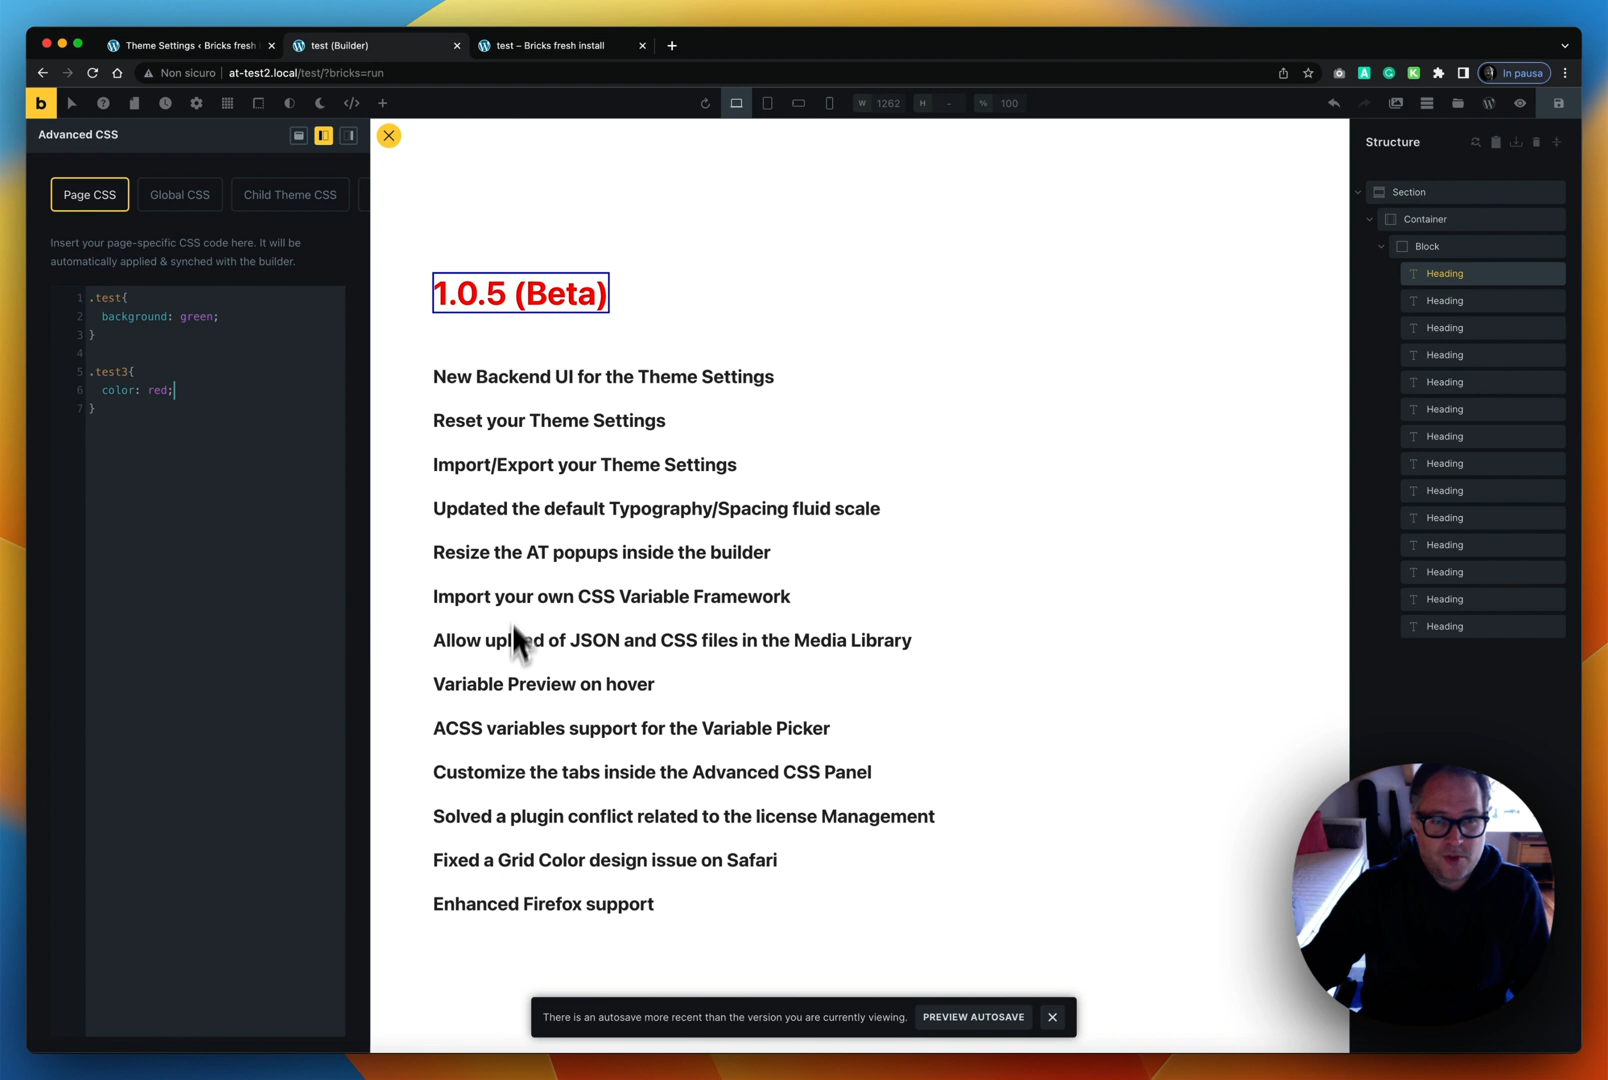 Theme Settings ‹ Bricks fresh
test (Builder)
test – Bricks fresh install
Non sicuro
at-test2.local/test/?bricks=run
In pausa
b
W 1262
H -
% 100
Advanced CSS
Page CSS
Global CSS
Child Theme CSS
Insert your page-specific CSS code here. It will be
automatically applied & synched with the builder.
1 .test{
2 background: green;
3 }
4
5 .test3{
6 color: red;
7 }
1.0.5 (Beta)
New Backend UI for the Theme Settings
Reset your Theme Settings
Import/Export your Theme Settings
Updated the default Typography/Spacing fluid scale
Resize the AT popups inside the builder
Import your own CSS Variable Framework
Allow upload of JSON and CSS files in the Media Library
Variable Preview on hover
ACSS variables support for the Variable Picker
Customize the tabs inside the Advanced CSS Panel
Solved a plugin conflict related to the license Management
Fixed a Grid Color design issue on Safari
Enhanced Firefox support
There is an autosave more recent than the version you are currently viewing.
PREVIEW AUTOSAVE
Structure
Section
Container
Block
Heading
Heading
Heading
Heading
Heading
Heading
Heading
Heading
Heading
Heading
Heading
Heading
Heading
Heading